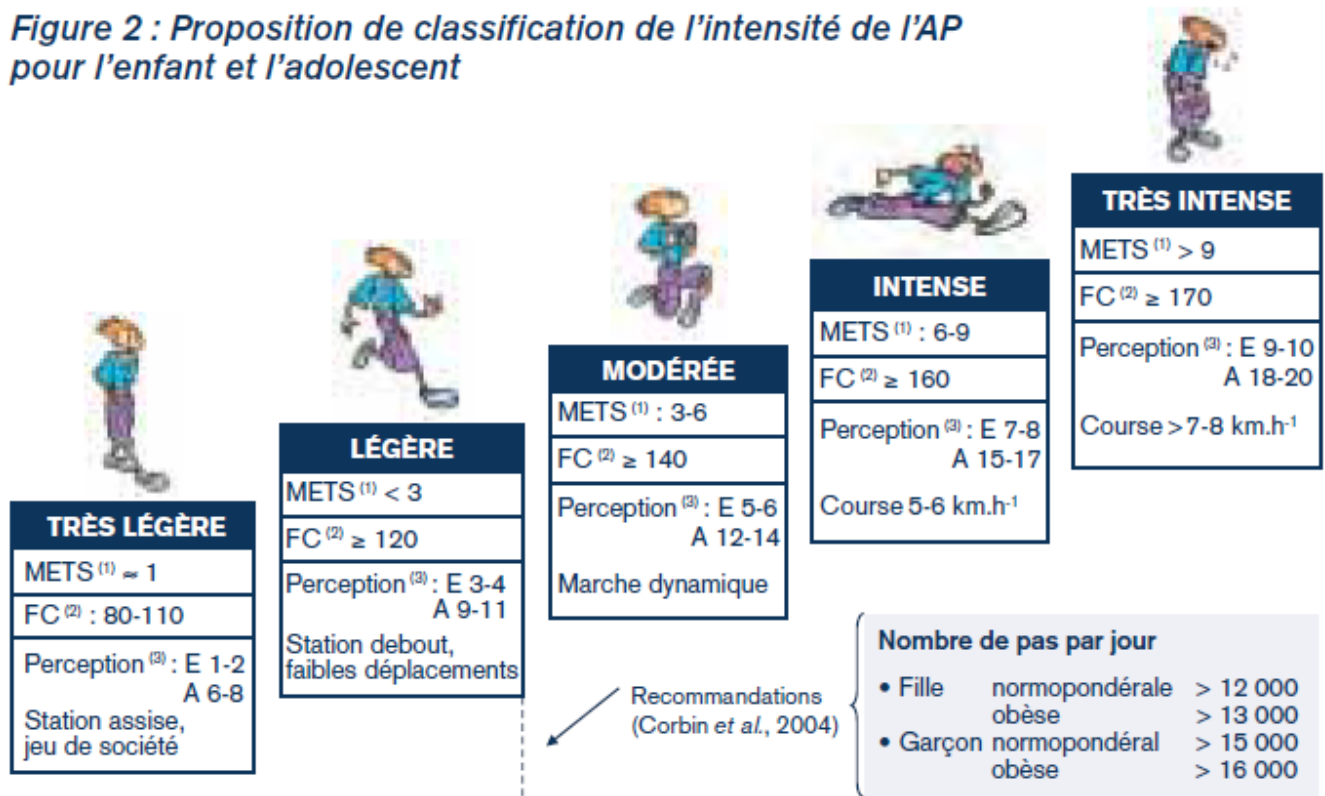 Figure 2 : Proposition de classification de l'intensité de l'AP
pour l'enfant et l'adolescent
TRÈS LÉGÈRE
METS (1) ≈ 1
FC (2) : 80-110
Perception (3) : E 1-2
A 6-8
Station assise,
jeu de société
LÉGÈRE
METS (1) < 3
FC (2) ≥ 120
Perception (3) : E 3-4
A 9-11
Station debout,
faibles déplacements
MODÉRÉE
METS (1) : 3-6
FC (2) ≥ 140
Perception (3) : E 5-6
A 12-14
Marche dynamique
INTENSE
METS (1) : 6-9
FC (2) ≥ 160
Perception (3) : E 7-8
A 15-17
Course 5-6 km.h-1
TRÈS INTENSE
METS (1) > 9
FC (2) ≥ 170
Perception (3) : E 9-10
A 18-20
Course > 7-8 km.h-1
Recommandations
(Corbin et al., 2004)
Nombre de pas par jour
• Fille normopondérale > 12 000
obèse > 13 000
• Garçon normopondéral > 15 000
obèse > 16 000